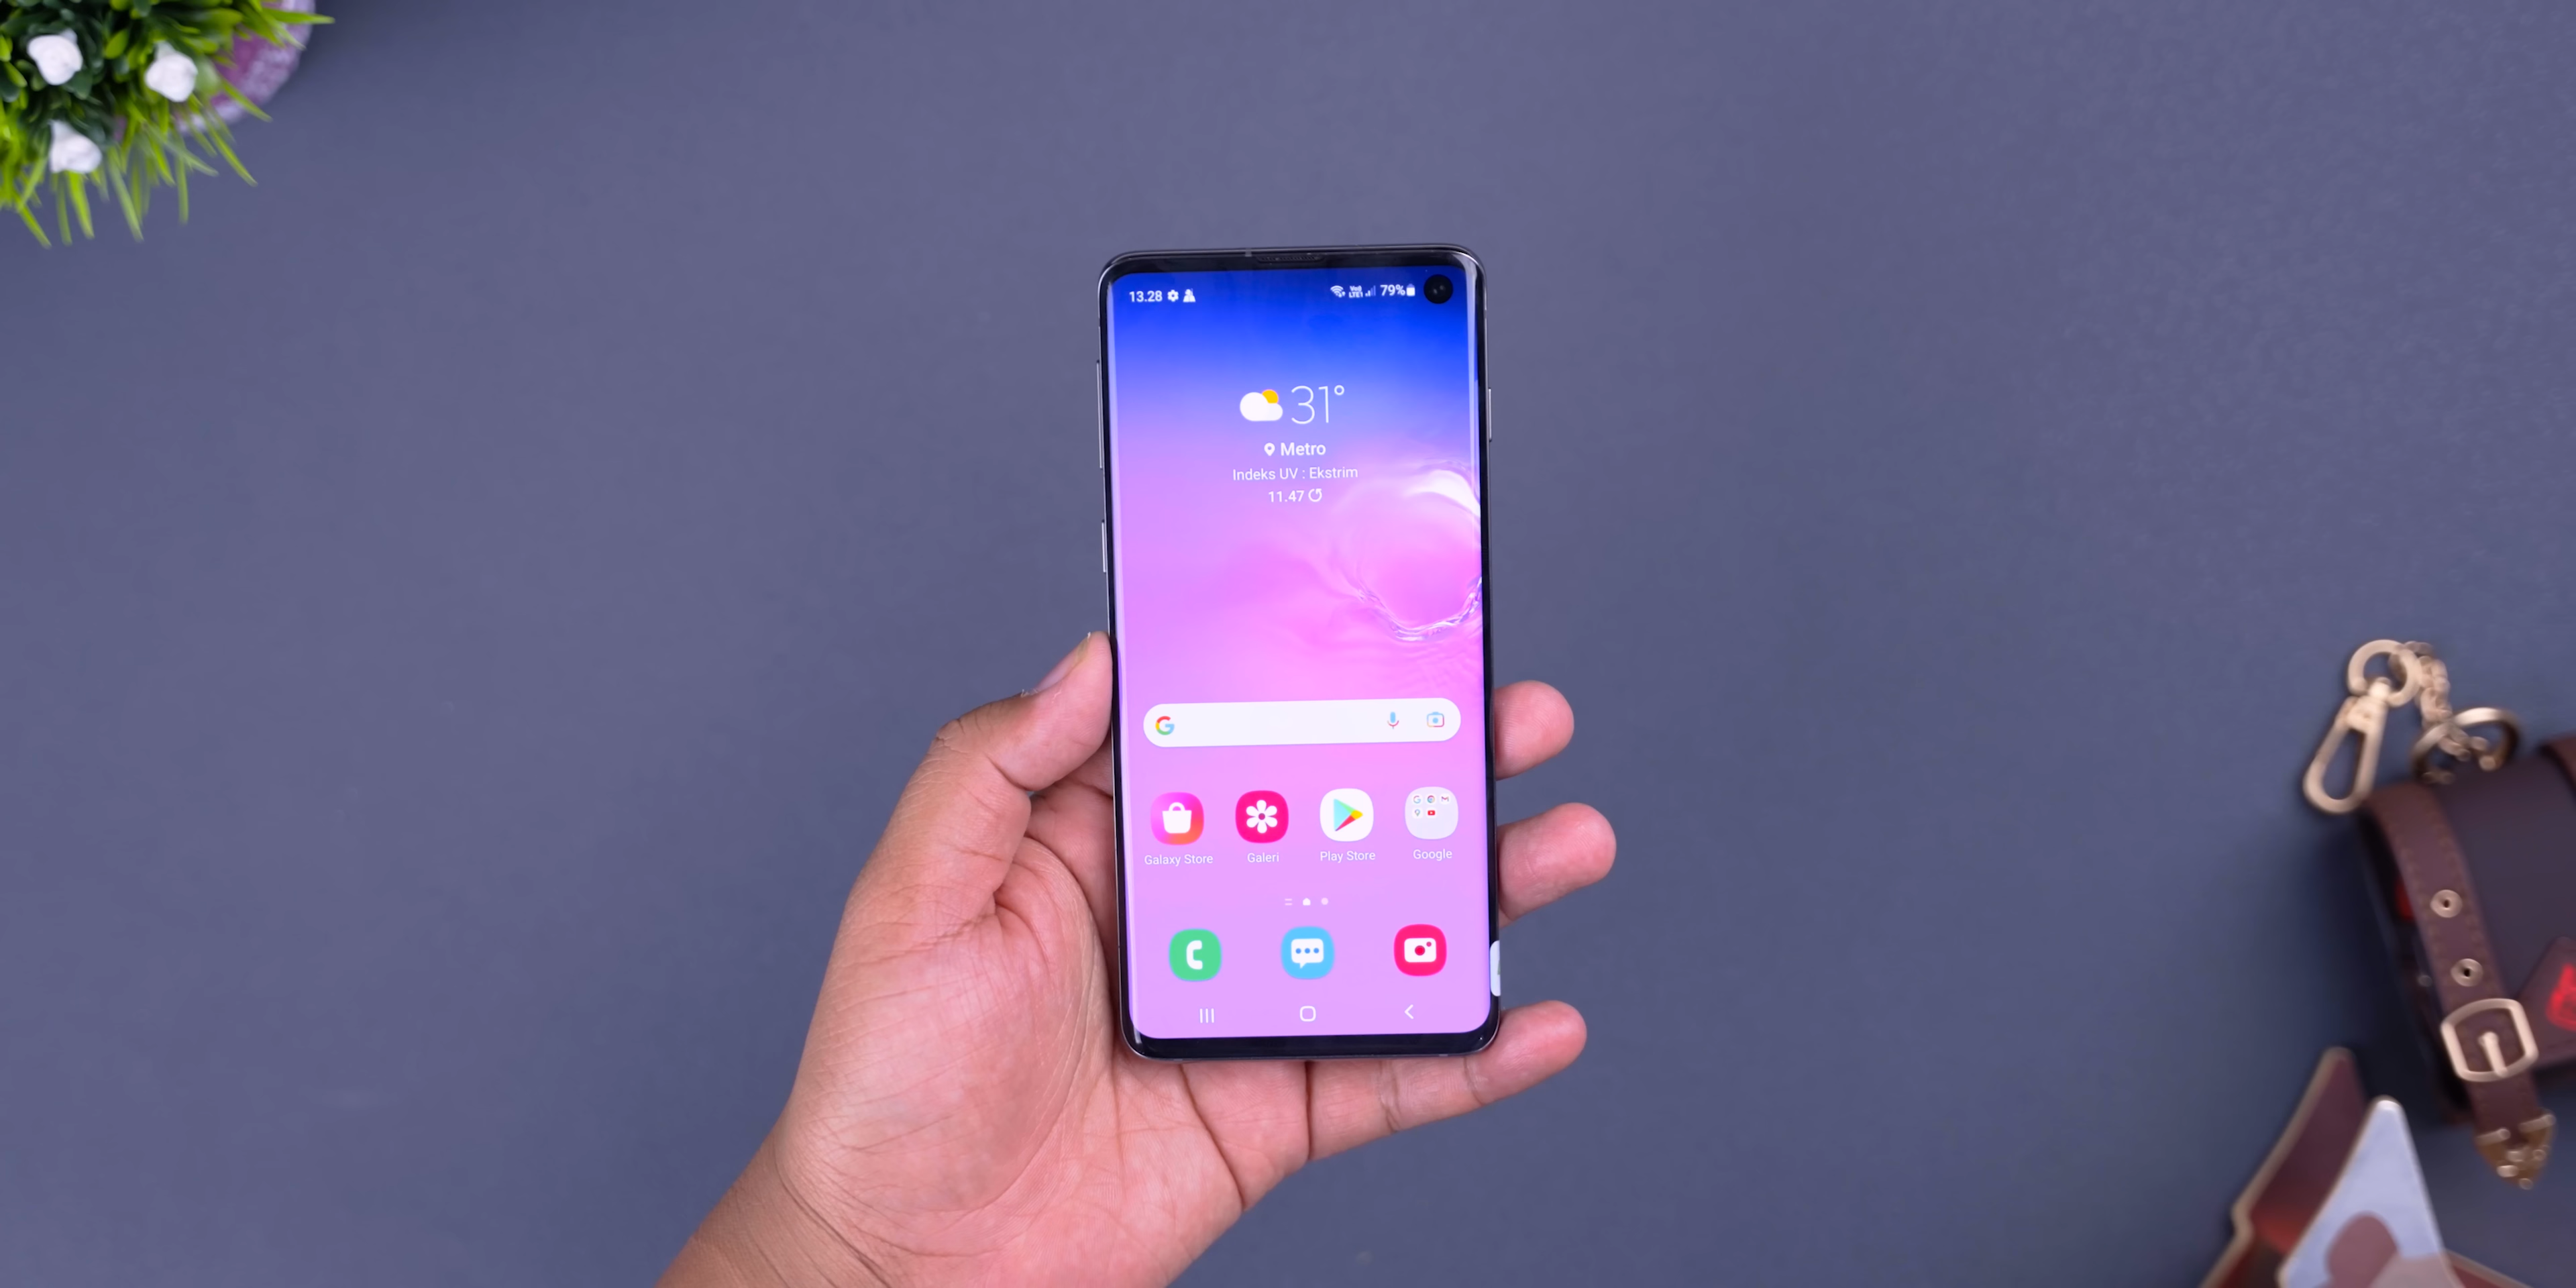 13.28
79%
31°
Metro
Indeks UV : Ekstrim
11.47
Galaxy Store
Galeri
Play Store
Google